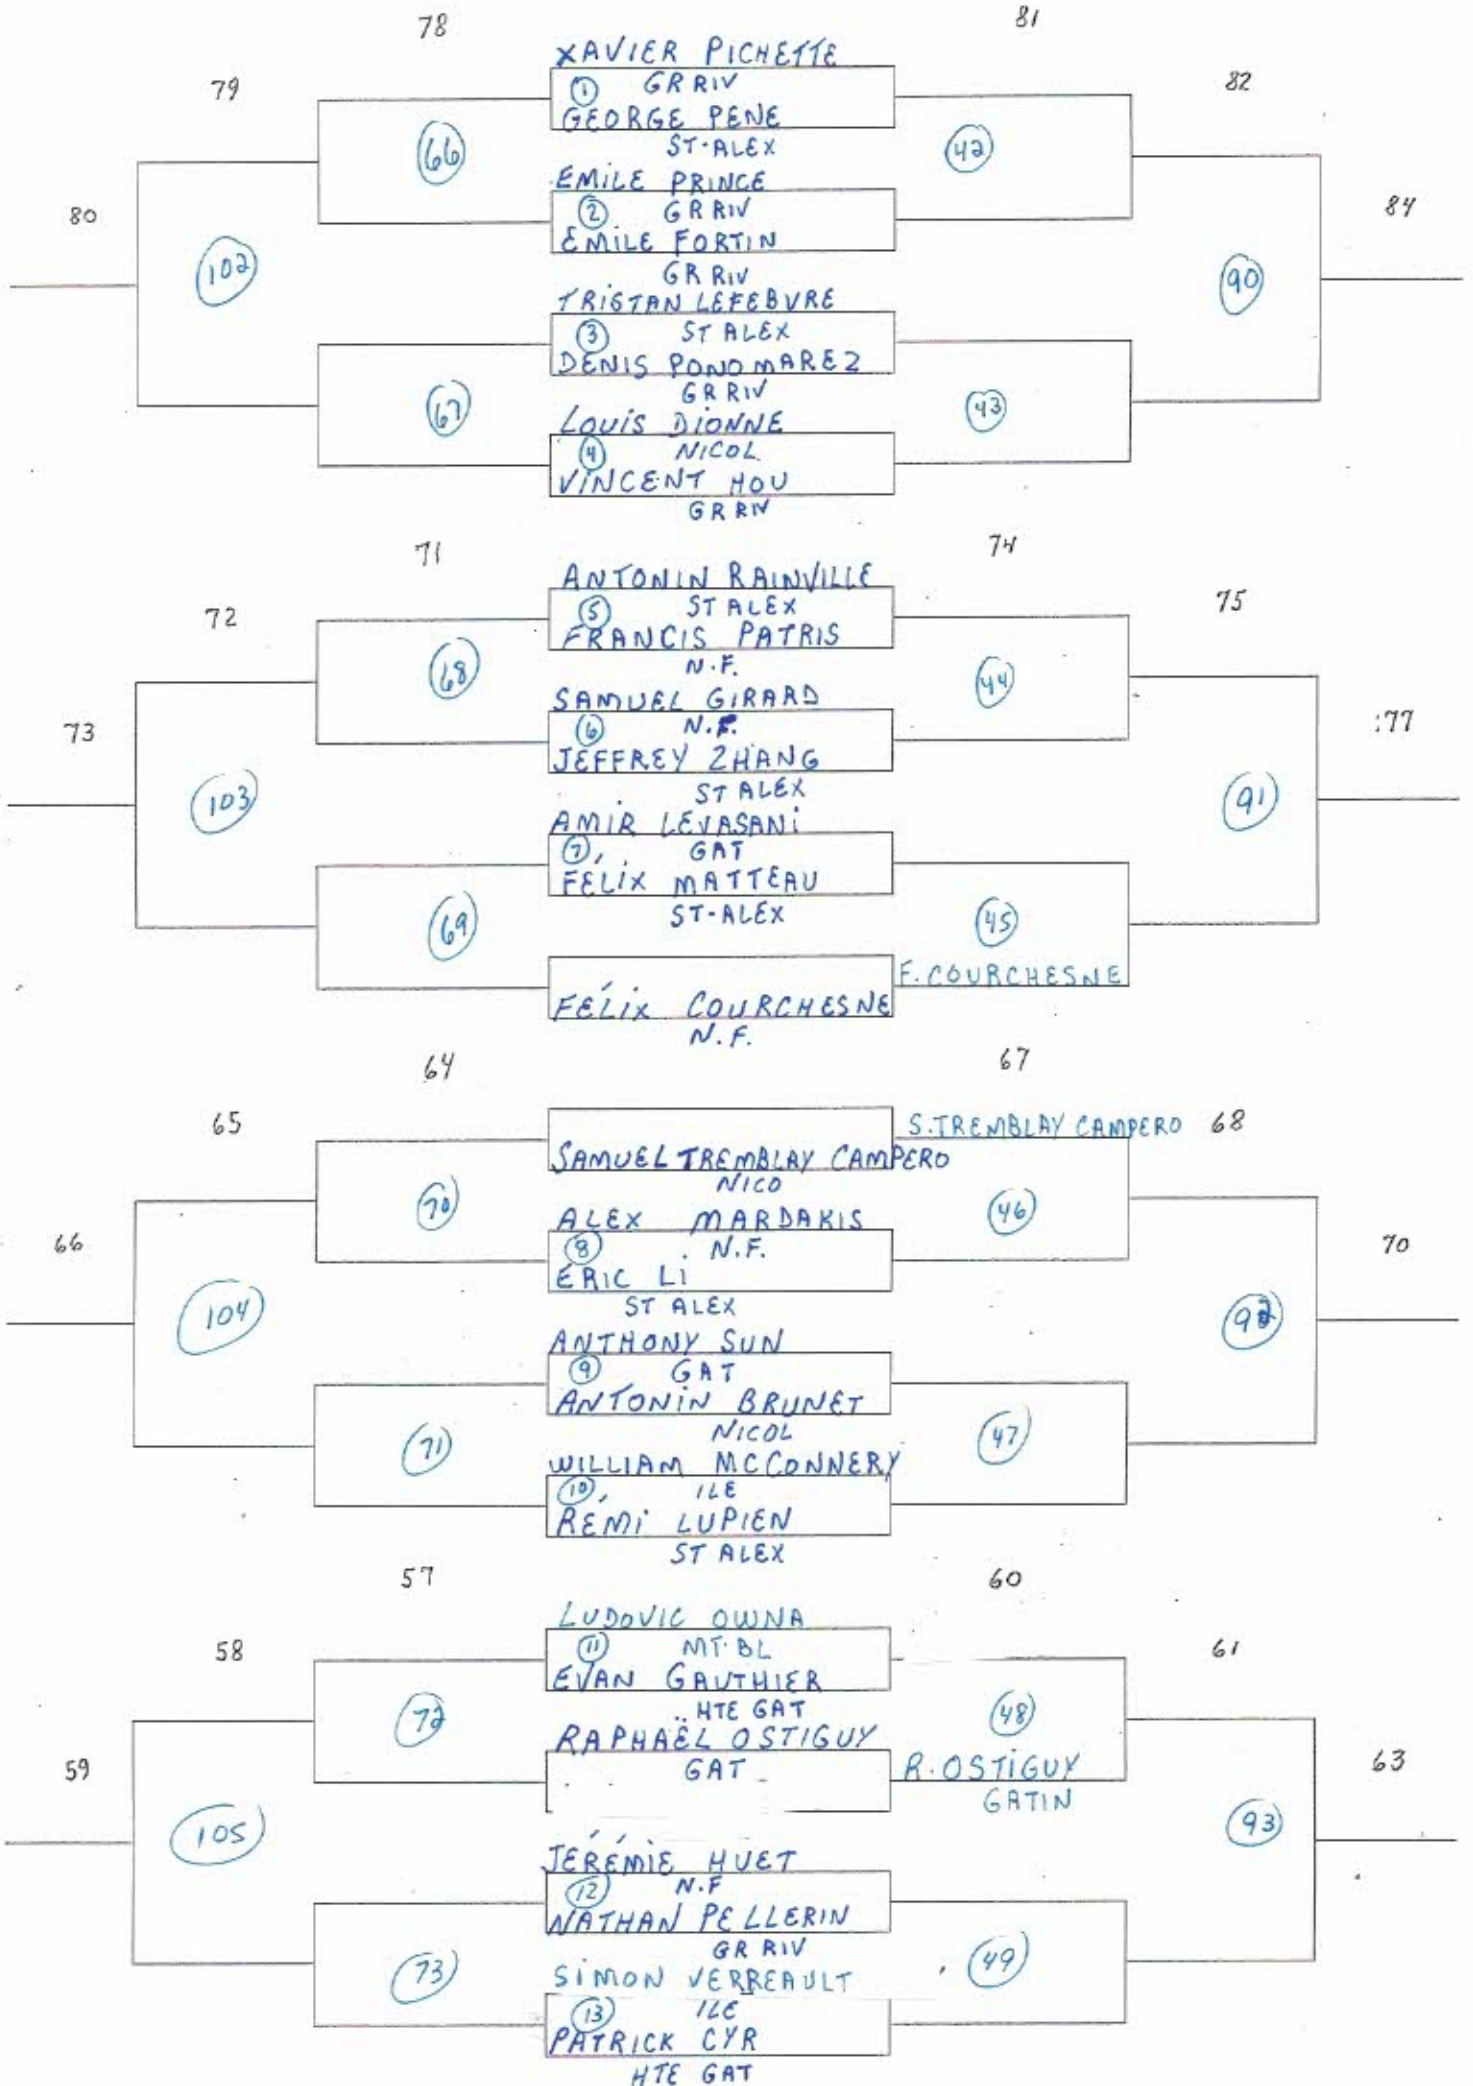 78
81
XAVIER PICHETTE
79
① GR RIV
82
GEORGE PENE
66
ST-ALEX
42
EMILE PRINCE
80
② GR RIV
84
EMILE FORTIN
102
GR RIV
90
TRISTAN LEFEBVRE
③ ST ALEX
DENIS PONOMAREZ
GR RIV
67
43
LOUIS DIONNE
④ NICOL
VINCENT HOU
GR RIV
71
74
ANTONIN RAINVILLE
72
⑤ ST ALEX
75
FRANCIS PATRIS
68
N.F.
44
SAMUEL GIRARD
73
⑥ N.F.
77
JEFFREY ZHANG
103
ST ALEX
91
AMIR LEVASANI
⑦ GAT
FÉLIX MATTEAU
69
ST-ALEX
45
F. COURCHESNE
FÉLIX COURCHESNE
N.F.
64
67
65
S. TREMBLAY CAMPERO 68
SAMUEL TREMBLAY CAMPERO
NICO
70
46
ALEX MARDAKIS
66
⑧ N.F.
70
ERIC LI
104
ST ALEX
92
ANTHONY SUN
⑨ GAT
ANTONIN BRUNET
NICOL
71
47
WILLIAM MCCONNERY
⑩ ILE
RÉMI LUPIEN
ST ALEX
57
60
LUDOVIC OWNA
58
⑪ MT-BL
61
EVAN GAUTHIER
72
HTE GAT
48
RAPHAËL OSTIGUY
59
GAT
R. OSTIGUY
63
GATIN
105
93
JÉRÉMIE HUET
⑫ N.F
NATHAN PELLERIN
GR RIV
73
49
SIMON VERREAULT
⑬ ILE
PATRICK CYR
HTE GAT